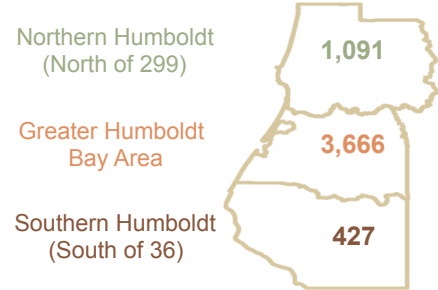 Northern Humboldt
(North of 299)
1,091
Greater Humboldt
Bay Area
3,666
Southern Humboldt
(South of 36)
427